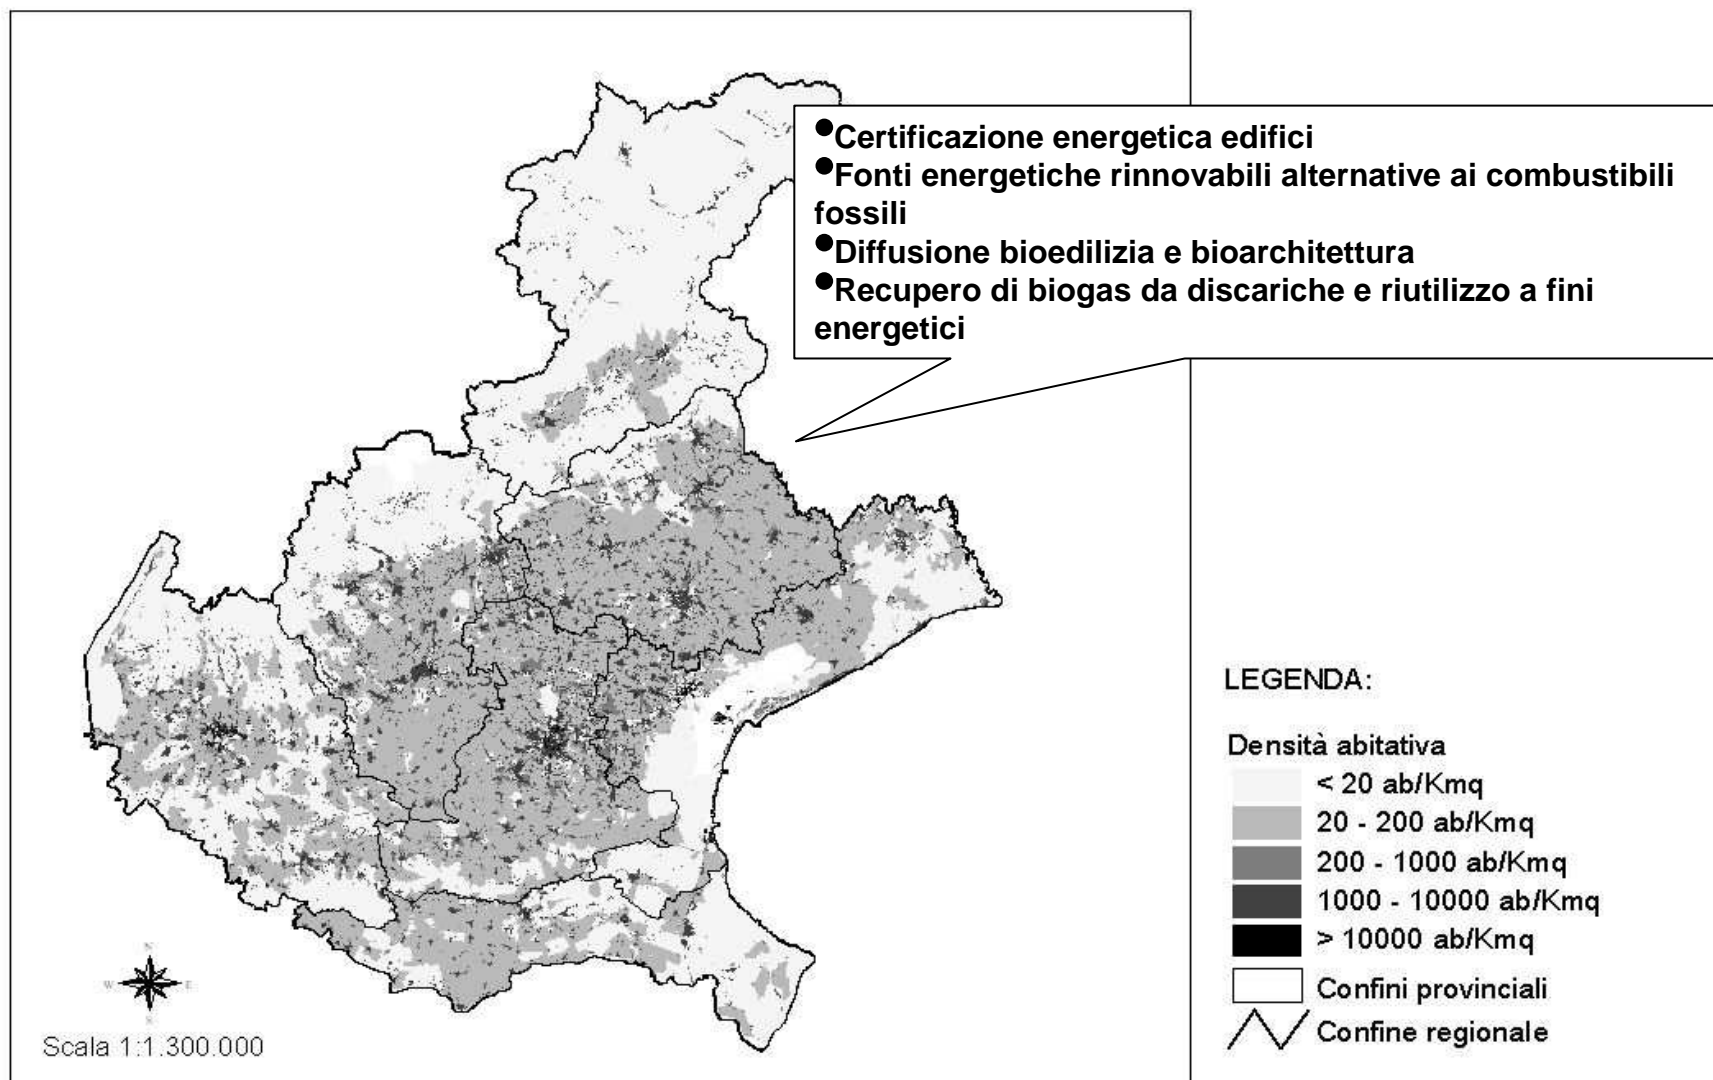 ●Certificazione energetica edifici
●Fonti energetiche rinnovabili alternative ai combustibili
fossili
●Diffusione bioedilizia e bioarchitettura
●Recupero di biogas da discariche e riutilizzo a fini
energetici
LEGENDA:
Densità abitativa
< 20 ab/Kmq
20 - 200 ab/Kmq
200 - 1000 ab/Kmq
1000 - 10000 ab/Kmq
> 10000 ab/Kmq
Confini provinciali
Confine regionale
N
W E
S
Scala 1:1.300.000